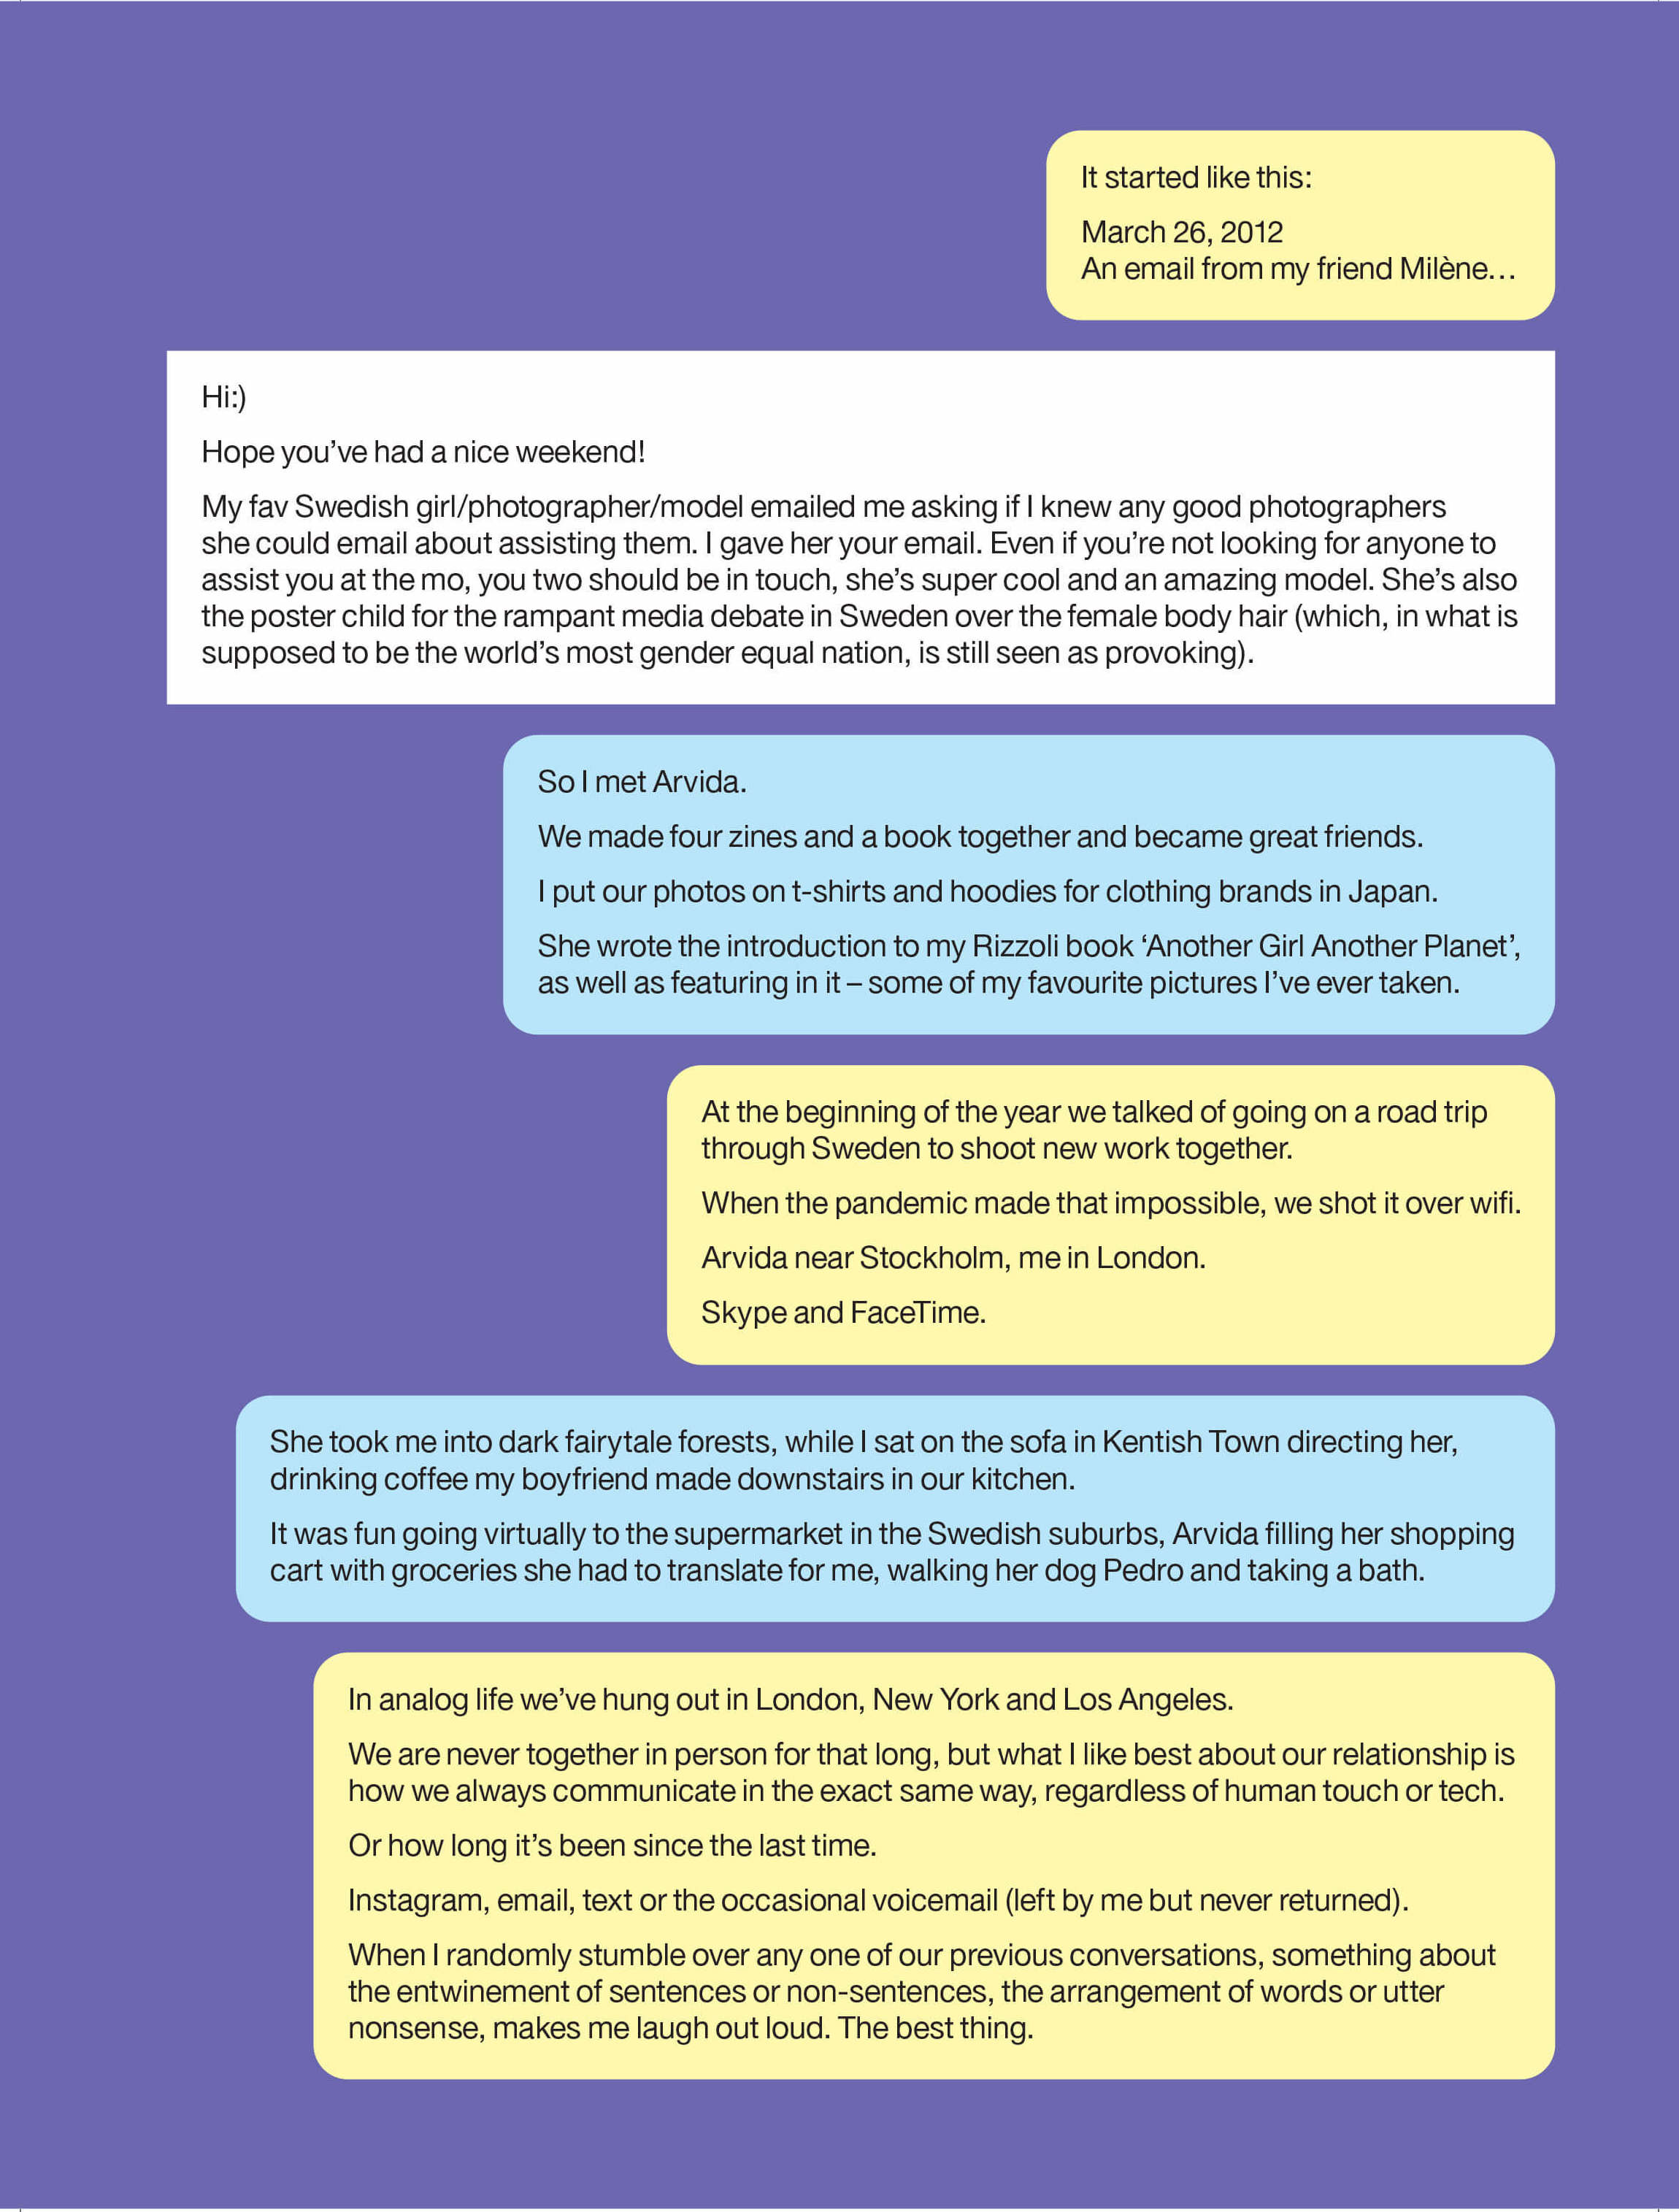 It started like this:
March 26, 2012
An email from my friend Milène…
Hi:)
Hope you’ve had a nice weekend!
My fav Swedish girl/photographer/model emailed me asking if I knew any good photographers
she could email about assisting them. I gave her your email. Even if you’re not looking for anyone to
assist you at the mo, you two should be in touch, she’s super cool and an amazing model. She’s also
the poster child for the rampant media debate in Sweden over the female body hair (which, in what is
supposed to be the world’s most gender equal nation, is still seen as provoking).
So I met Arvida.
We made four zines and a book together and became great friends.
I put our photos on t-shirts and hoodies for clothing brands in Japan.
She wrote the introduction to my Rizzoli book ‘Another Girl Another Planet’,
as well as featuring in it – some of my favourite pictures I’ve ever taken.
At the beginning of the year we talked of going on a road trip
through Sweden to shoot new work together.
When the pandemic made that impossible, we shot it over wifi.
Arvida near Stockholm, me in London.
Skype and FaceTime.
She took me into dark fairytale forests, while I sat on the sofa in Kentish Town directing her,
drinking coffee my boyfriend made downstairs in our kitchen.
It was fun going virtually to the supermarket in the Swedish suburbs, Arvida filling her shopping
cart with groceries she had to translate for me, walking her dog Pedro and taking a bath.
In analog life we’ve hung out in London, New York and Los Angeles.
We are never together in person for that long, but what I like best about our relationship is
how we always communicate in the exact same way, regardless of human touch or tech.
Or how long it’s been since the last time.
Instagram, email, text or the occasional voicemail (left by me but never returned).
When I randomly stumble over any one of our previous conversations, something about
the entwinement of sentences or non-sentences, the arrangement of words or utter
nonsense, makes me laugh out loud. The best thing.